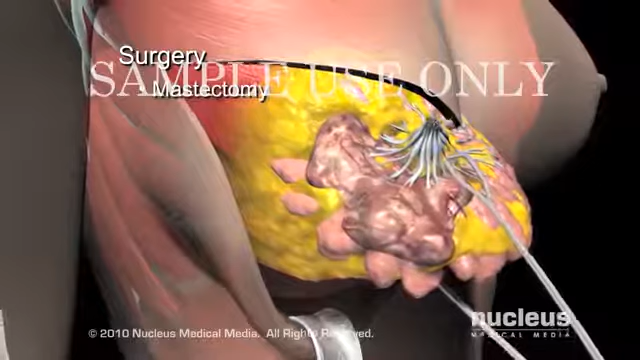 Surgery
SAMPLE USE ONLY
- Mastectomy
© 2010 Nucleus Medical Media. All Rights Reserved.
nucleus
MEDICAL MEDIA